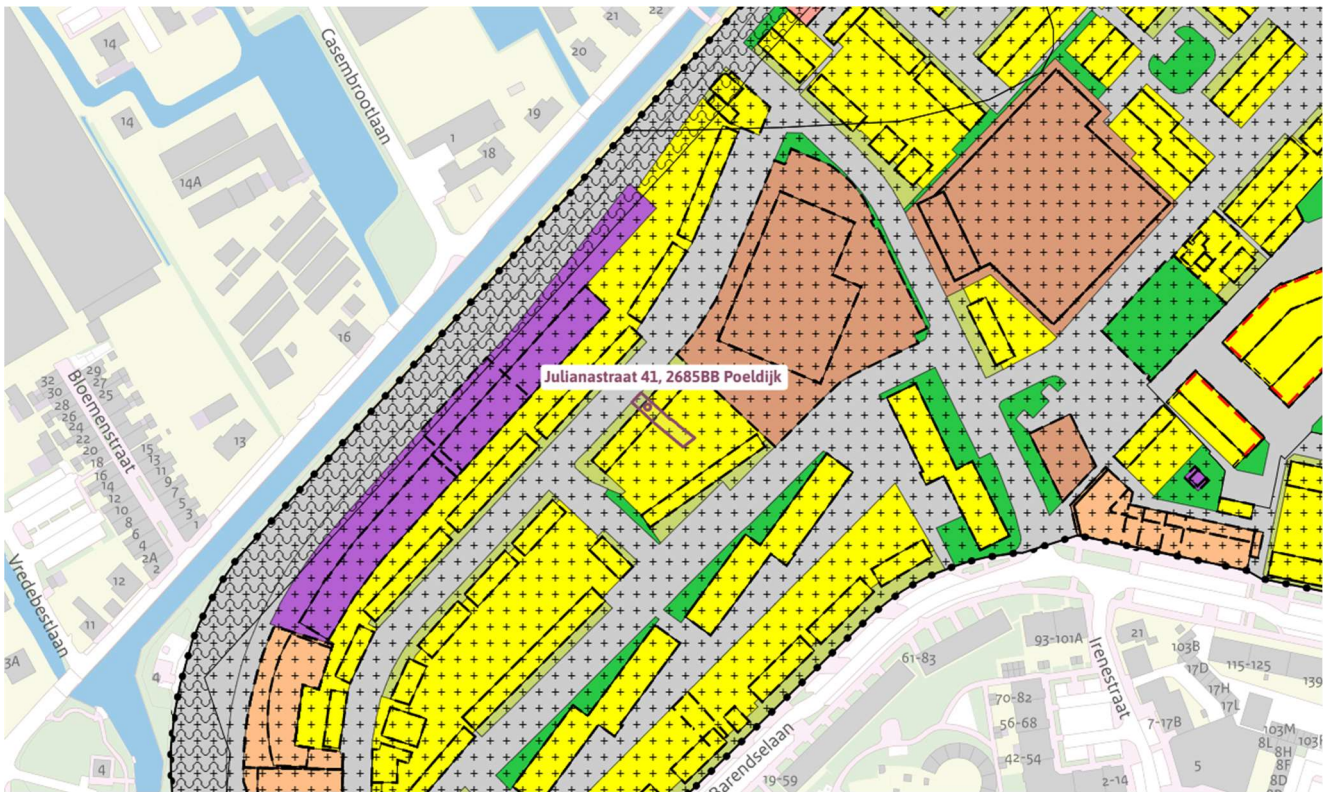 14
Casembrootlaan
21
22
20
14
19
1
18
14A
16
Julianastraat 41, 2685BB Poeldijk
Bloemenstraat
29
27
25
32
30
28
26
24
22
20
18
16
14
12
10
8
6
4
2A
2
15
13
11
9
7
5
3
1
13
12
11
Vredebestlaan
3A
4
4
61-83
93-101A
Irenestraat
21
103B
17D
115-125
139
17H
17L
70-82
56-68
42-54
7-17B
103M
8L
8H
8F
8D
5
2-14
19-59
Barendselaan